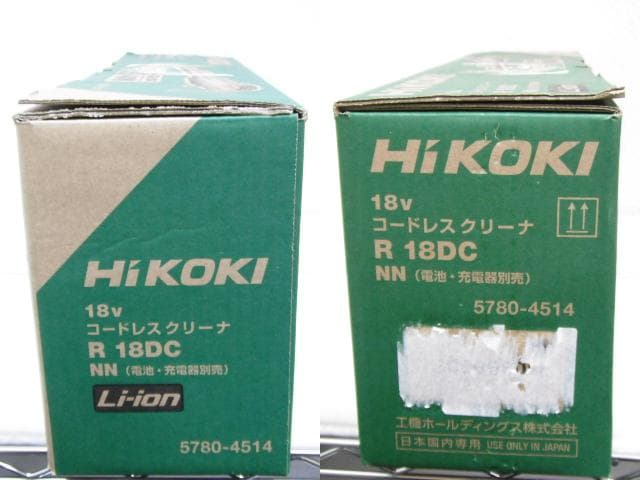 HiKOKI
18v
コードレスクリーナ
R 18DC
NN（電池・充電器別売）
Li-ion
5780-4514
HiKOKI
18v
コードレスクリーナ
R 18DC
NN（電池・充電器別売）
5780-4514
工機ホールディングス株式会社
日本国内専用 USE ONLY IN JAPAN